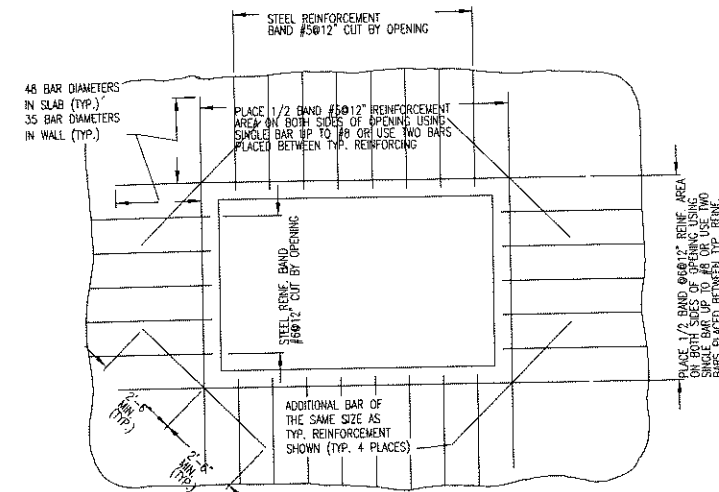 STEEL REINFORCEMENT
BAND #5@12" CUT BY OPENING
48 BAR DIAMETERS
IN SLAB (TYP.)
35 BAR DIAMETERS
IN WALL (TYP.)
PLACE 1/2 BAND #5@12" REINFORCEMENT
AREA ON BOTH SIDES OF OPENING USING
SINGLE BAR UP TO #8 OR USE TWO BARS
PLACED BETWEEN TYP. REINFORCING
STEEL REINF. BAND
#6@12" CUT BY OPENING
PLACE 1/2 BAND @6@12" REINF. AREA
ON BOTH SIDES OF OPENING USING
SINGLE BAR UP TO #8 OR USE TWO
BARS PLACED BETWEEN TYP. REINF.
ADDITIONAL BAR OF
THE SAME SIZE AS
TYP. REINFORCEMENT
SHOWN (TYP. 4 PLACES)
2'-6"
MIN.
(TYP.)
2'-6"
MIN.
(TYP.)